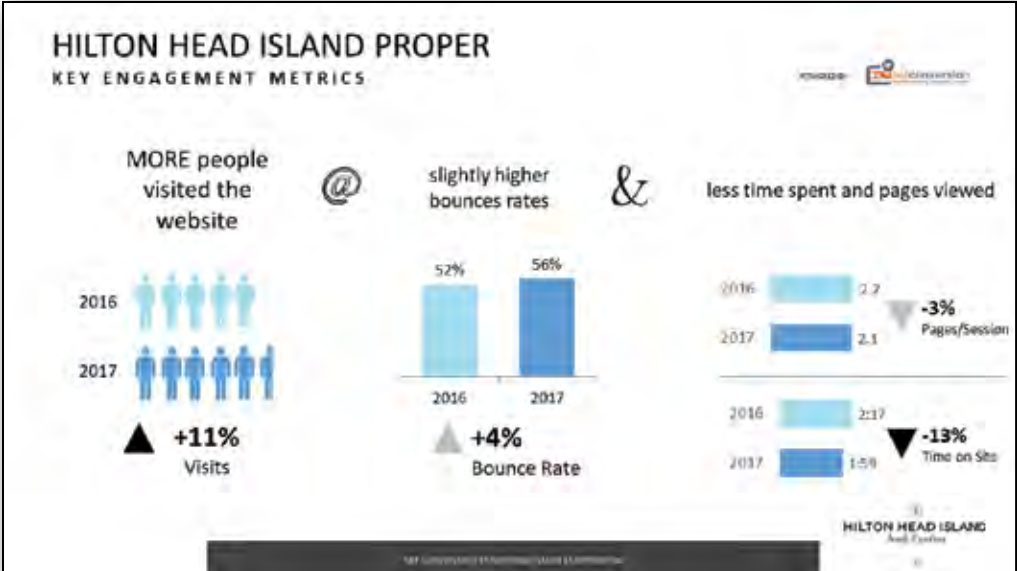 HILTON HEAD ISLAND PROPER
KEY ENGAGEMENT METRICS
MORE people
visited the
website
@
slightly higher
bounces rates
&
less time spent and pages viewed
2016
2017
+11%
Visits
52%
56%
2016
2017
+4%
Bounce Rate
2016
2.2
2017
2.1
-3%
Pages/Session
2016
2:17
2017
1:59
-13%
Time on Site
HILTON HEAD ISLAND